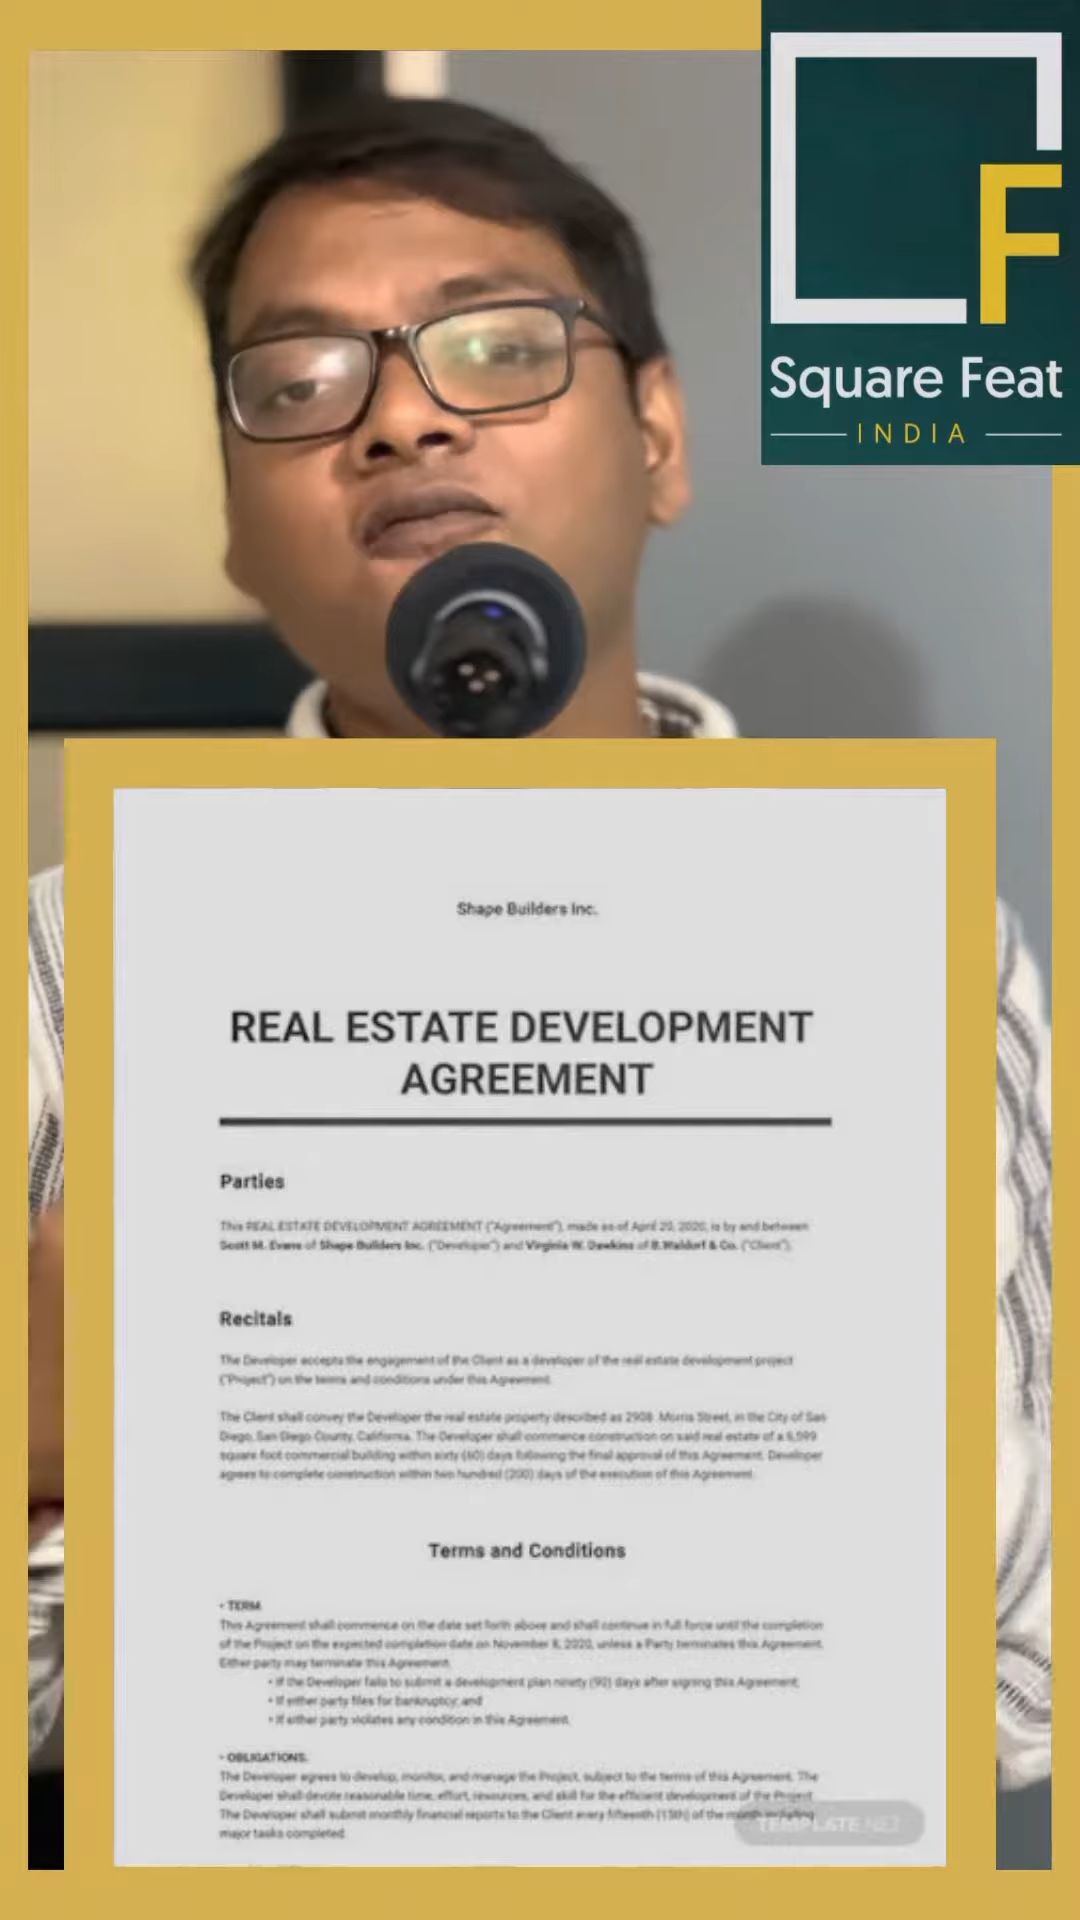 F
Square Feat
INDIA
Shape Builders Inc.
REAL ESTATE DEVELOPMENT
AGREEMENT
Parties
This REAL ESTATE DEVELOPMENT AGREEMENT ("Agreement"), made as of April 20, 2020, is by and between
Scott M. Evans of Shape Builders Inc. ("Developer") and Virginia W. Dawkins of B.Waldorf & Co. ("Client").
Recitals
The Developer accepts the engagement of the Client as a developer of the real estate development project
("Project") on the terms and conditions under this Agreement.
The Client shall convey the Developer the real estate property described as 2908 Morris Street, in the City of San
Diego, San Diego County, California. The Developer shall commence construction on said real estate of a 6,599
square foot commercial building within sixty (60) days following the final approval of this Agreement. Developer
agrees to complete construction within two hundred (200) days of the execution of this Agreement.
Terms and Conditions
• TERM
This Agreement shall commence on the date set forth above and shall continue in full force until the completion
of the Project on the expected completion date on November 8, 2020, unless a Party terminates this Agreement.
Either party may terminate this Agreement:
• If the Developer fails to submit a development plan ninety (90) days after signing this Agreement;
• If either party files for bankruptcy; and
• If either party violates any condition in this Agreement.
• OBLIGATIONS.
The Developer agrees to develop, monitor, and manage the Project, subject to the terms of this Agreement. The
Developer shall devote reasonable time, effort, resources, and skill for the efficient development of the Project.
The Developer shall submit monthly financial reports to the Client every fifteenth (15th) of the month including
major tasks completed.
TEMPLATE.NET